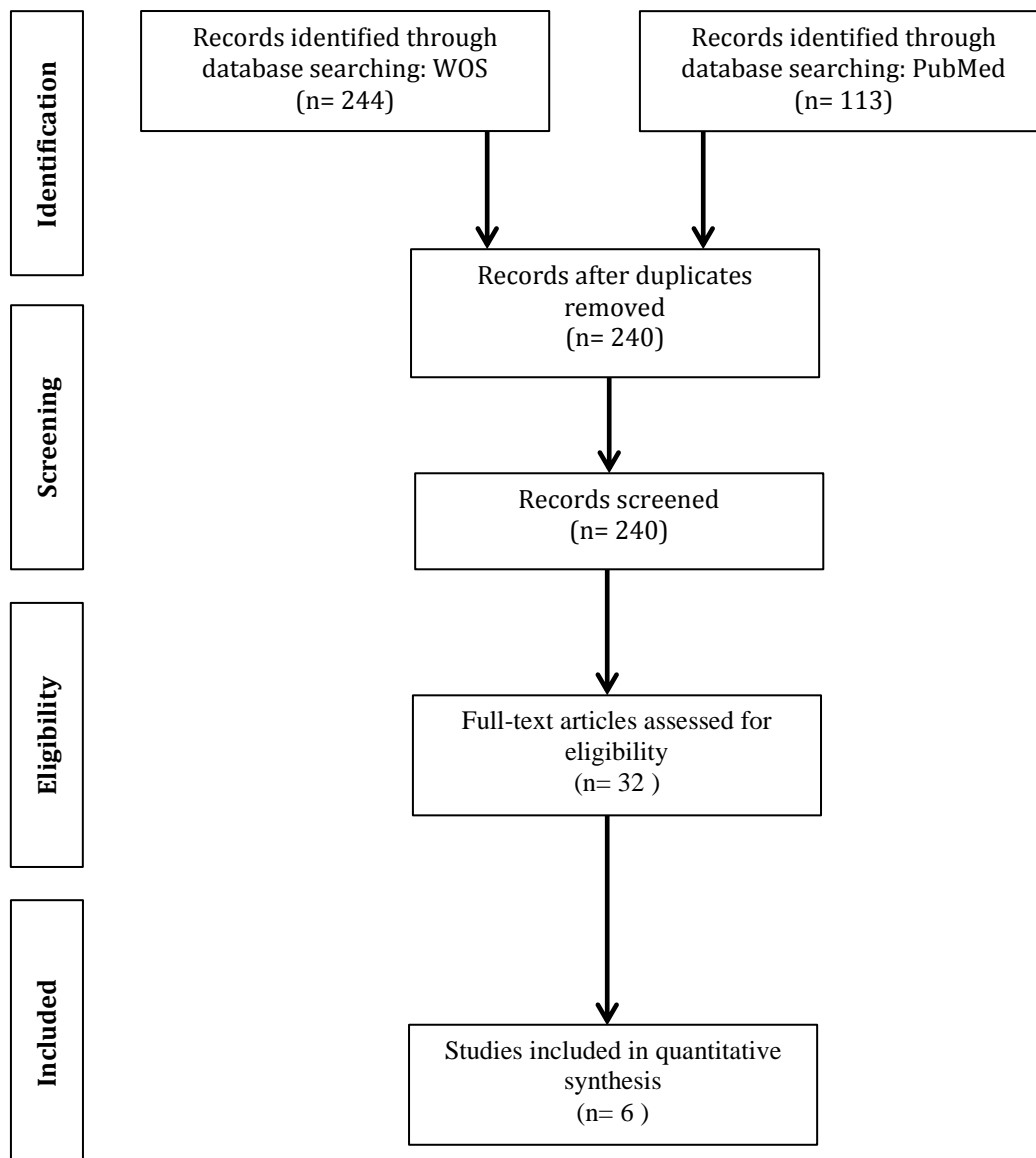 Identification
Records identified through
database searching: WOS
(n= 244)
Records identified through
database searching: PubMed
(n= 113)
Records after duplicates
removed
(n= 240)
Screening
Records screened
(n= 240)
Eligibility
Full-text articles assessed for
eligibility
(n= 32 )
Included
Studies included in quantitative
synthesis
(n= 6 )